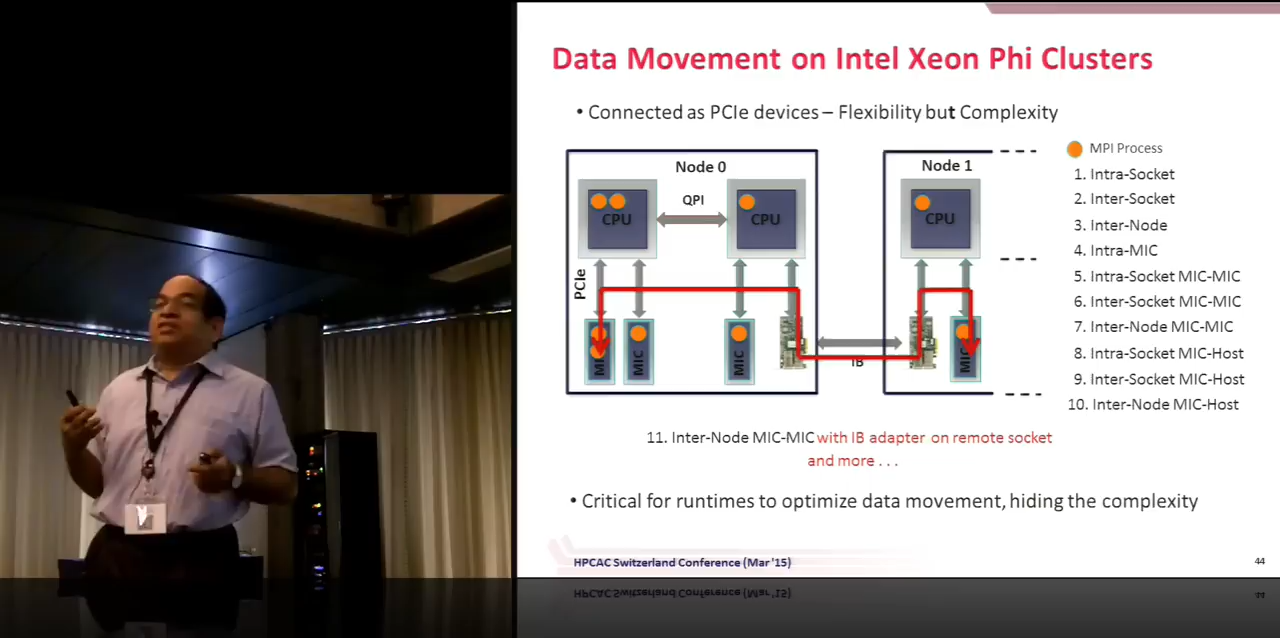 Data Movement on Intel Xeon Phi Clusters
• Connected as PCIe devices – Flexibility but Complexity
Node 0
Node 1
QPI
CPU
CPU
CPU
PCIe
MIC
MIC
MIC
MIC
IB
MPI Process
1. Intra-Socket
2. Inter-Socket
3. Inter-Node
4. Intra-MIC
5. Intra-Socket MIC-MIC
6. Inter-Socket MIC-MIC
7. Inter-Node MIC-MIC
8. Intra-Socket MIC-Host
9. Inter-Socket MIC-Host
10. Inter-Node MIC-Host
11. Inter-Node MIC-MIC with IB adapter on remote socket
and more . . .
• Critical for runtimes to optimize data movement, hiding the complexity
HPCAC Switzerland Conference (Mar '15)
44